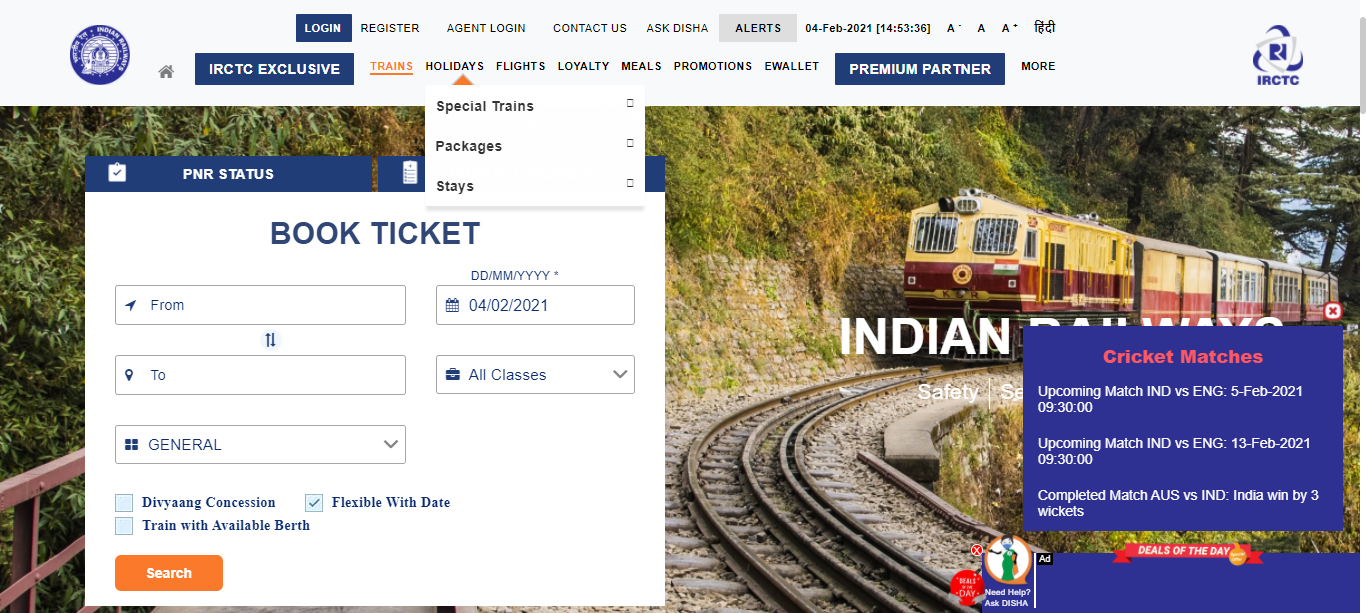 LOGIN REGISTER AGENT LOGIN CONTACT US ASK DISHA ALERTS 04-Feb-2021 [14:53:36] A- A A+ हिंदी
INDIAN RAILWAYS
IRCTC EXCLUSIVE TRAINS HOLIDAYS FLIGHTS LOYALTY MEALS PROMOTIONS EWALLET PREMIUM PARTNER MORE
IRCTC
Special Trains
Packages
Stays
PNR STATUS
BOOK TICKET
DD/MM/YYYY *
From
04/02/2021
To
All Classes
GENERAL
Divyaang Concession
Flexible With Date
Train with Available Berth
Search
INDIAN RAILWAYS
Safety | Se
Cricket Matches
Upcoming Match IND vs ENG: 5-Feb-2021
09:30:00
Upcoming Match IND vs ENG: 13-Feb-2021
09:30:00
Completed Match AUS vs IND: India win by 3
wickets
DEALS OF THE DAY
Ad
DEALS
OF THE
DAY
Need Help?
Ask DISHA